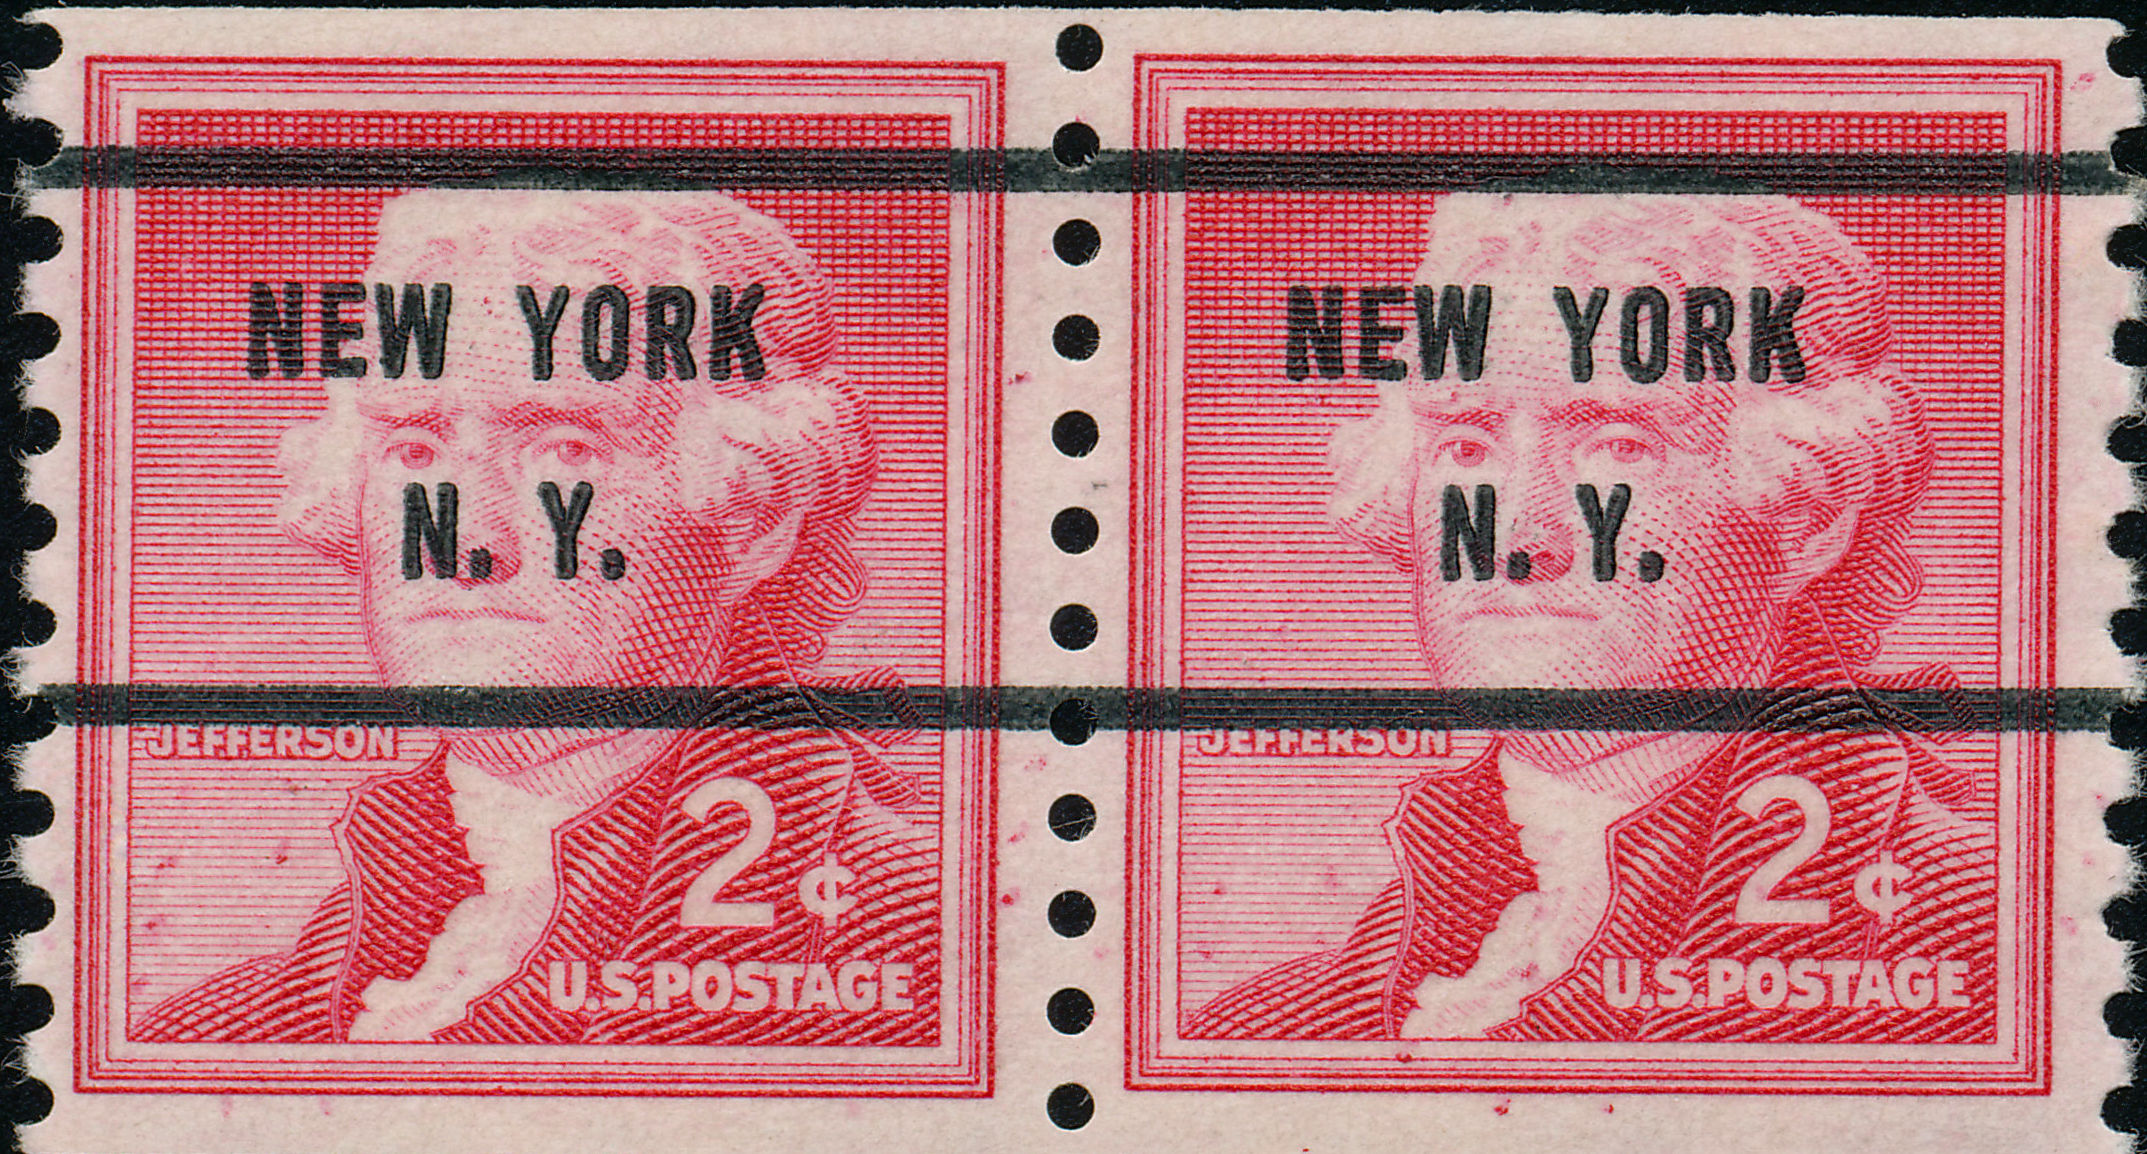 NEW YORK
N. Y.
JEFFERSON
2¢
U.S.POSTAGE
NEW YORK
N. Y.
JEFFERSON
2¢
U.S.POSTAGE